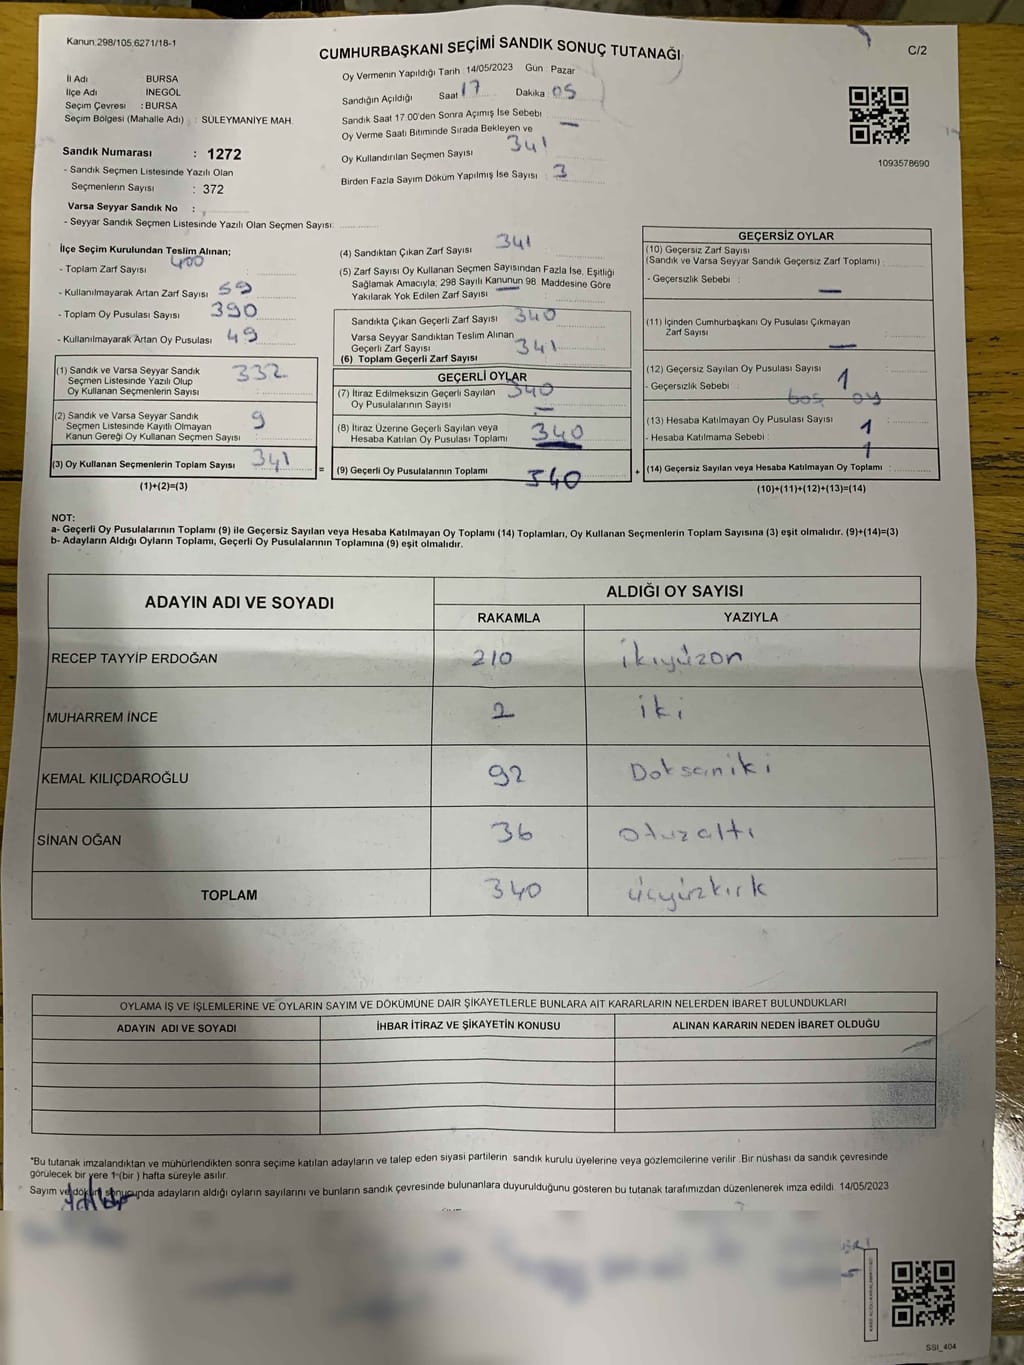 Kanun.298/105,6271/18-1
C/2
CUMHURBAŞKANI SEÇİMİ SANDIK SONUÇ TUTANAĞI
İl Adı BURSA
İlçe Adı İNEGÖL
Seçim Çevresi : BURSA
Seçim Bölgesi (Mahalle Adı) : SÜLEYMANİYE MAH.
Sandık Numarası : 1272
- Sandık Seçmen Listesinde Yazılı Olan
Seçmenlerin Sayısı : 372
Varsa Seyyar Sandık No :
- Seyyar Sandık Seçmen Listesinde Yazılı Olan Seçmen Sayısı:
Oy Vermenin Yapıldığı Tarih 14/05/2023 Gün Pazar
Sandığın Açıldığı Saat 17 Dakika 05
Sandık Saat 17.00'den Sonra Açımış İse Sebebi
Oy Verme Saatı Bitiminde Sırada Bekleyen ve
Oy Kullandırılan Seçmen Sayısı 341
Birden Fazla Sayım Döküm Yapılmış İse Sayısı : 3
1093578690
İlçe Seçim Kurulundan Teslim Alınan;
- Toplam Zarf Sayısı 400
- Kullanılmayarak Artan Zarf Sayısı 59
- Toplam Oy Pusulası Sayısı 390
- Kullanılmayarak Artan Oy Pusulası 49
(1) Sandık ve Varsa Seyyar Sandık
Seçmen Listesinde Yazılı Olup
Oy Kullanan Seçmenlerin Sayısı 332
(2) Sandık ve Varsa Seyyar Sandık
Seçmen Listesinde Kayıtlı Olmayan
Kanun Gereği Oy Kullanan Seçmen Sayısı 9
(3) Oy Kullanan Seçmenlerin Toplam Sayısı 341
(1)+(2)=(3)
(4) Sandıktan Çıkan Zarf Sayısı 341
(5) Zarf Sayısı Oy Kullanan Seçmen Sayısından Fazla İse, Eşitliği
Sağlamak Amacıyla; 298 Sayılı Kanunun 98. Maddesine Göre
Yakılarak Yok Edilen Zarf Sayısı
Sandıkta Çıkan Geçerli Zarf Sayısı 340
Varsa Seyyar Sandıktan Teslim Alınan
Geçerli Zarf Sayısı 341
(6) Toplam Geçerli Zarf Sayısı
GEÇERLİ OYLAR
(7) İtiraz Edilmeksizin Geçerli Sayılan 340
Oy Pusulalarının Sayısı
(8) İtiraz Üzerine Geçerli Sayılan veya
Hesaba Katılan Oy Pusulası Toplamı 340
= (9) Geçerli Oy Pusulalarının Toplamı 340
GEÇERSİZ OYLAR
(10) Geçersiz Zarf Sayısı
(Sandık ve Varsa Seyyar Sandık Geçersiz Zarf Toplamı) :
- Geçersizlik Sebebi :
(11) İçinden Cumhurbaşkanı Oy Pusulası Çıkmayan
Zarf Sayısı
(12) Geçersiz Sayılan Oy Pusulası Sayısı 1
- Geçersizlik Sebebi : boş oy
(13) Hesaba Katılmayan Oy Pusulası Sayısı 1
- Hesaba Katılmama Sebebi : 1
+ (14) Geçersiz Sayılan veya Hesaba Katılmayan Oy Toplamı :
(10)+(11)+(12)+(13)=(14)
NOT:
a- Geçerli Oy Pusulalarının Toplamı (9) ile Geçersiz Sayılan veya Hesaba Katılmayan Oy Toplamı (14) Toplamları, Oy Kullanan Seçmenlerin Toplam Sayısına (3) eşit olmalıdır. (9)+(14)=(3)
b- Adayların Aldığı Oyların Toplamı, Geçerli Oy Pusulalarının Toplamına (9) eşit olmalıdır.
ADAYIN ADI VE SOYADI
ALDIĞI OY SAYISI
RAKAMLA YAZIYLA
RECEP TAYYİP ERDOĞAN 210 ikiyüzon
MUHARREM İNCE 2 iki
KEMAL KILIÇDAROĞLU 92 Doksaniki
SİNAN OĞAN 36 otuzaltı
TOPLAM 340 üçyüzkırk
OYLAMA İŞ VE İŞLEMLERİNE VE OYLARIN SAYIM VE DÖKÜMÜNE DAİR ŞİKAYETLERLE BUNLARA AİT KARARLARIN NELERDEN İBARET BULUNDUKLARI
ADAYIN ADI VE SOYADI İHBAR İTİRAZ VE ŞİKAYETİN KONUSU ALINAN KARARIN NEDEN İBARET OLDUĞU
*Bu tutanak imzalandıktan ve mühürlendikten sonra seçime katılan adayların ve talep eden siyasi partilerin sandık kurulu üyelerine veya gözlemcilerine verilir. Bir nüshası da sandık çevresinde
görülecek bir yere 1 (bir ) hafta süreyle asılır.
Sayım ve döküm sonucunda adayların aldığı oyların sayılarını ve bunların sandık çevresinde bulunanlara duyurulduğunu gösteren bu tutanak tarafımızdan düzenlenerek imza edildi. 14/05/2023
SSI_404